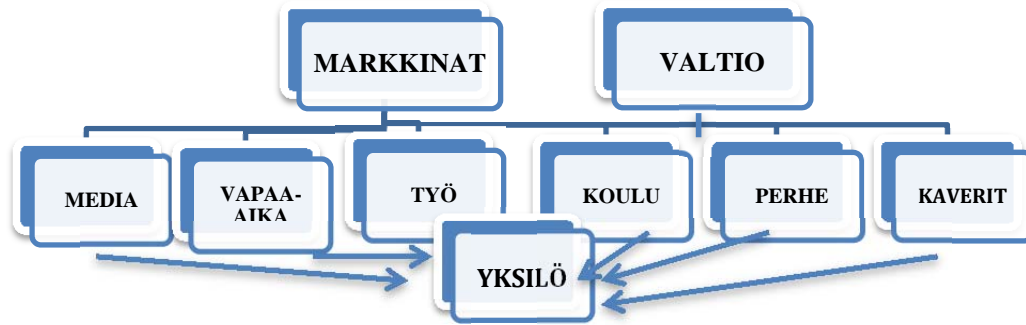 MARKKINAT
VALTIO
MEDIA
VAPAA-
AIKA
TYÖ
KOULU
PERHE
KAVERIT
YKSILÖ